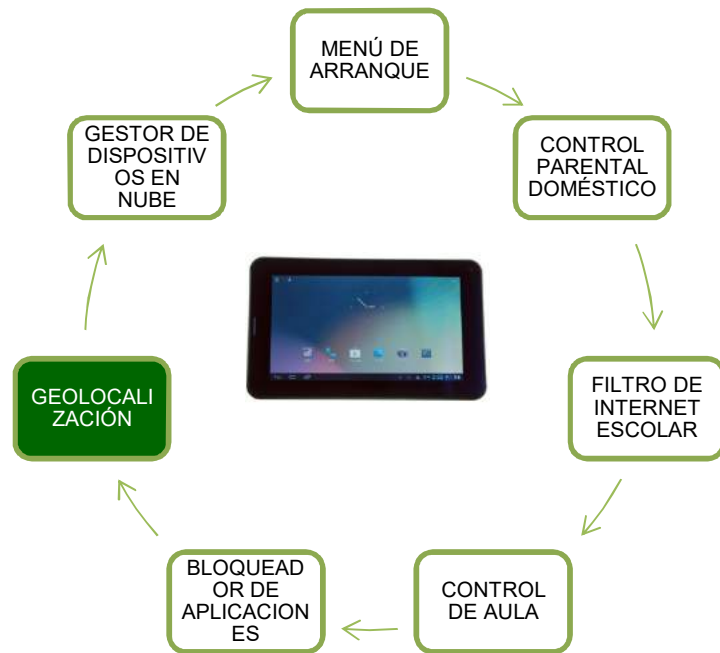 MENÚ DE
ARRANQUE
CONTROL
PARENTAL
DOMÉSTICO
FILTRO DE
INTERNET
ESCOLAR
CONTROL
DE AULA
BLOQUEAD
OR DE
APLICACION
ES
GEOLOCALI
ZACIÓN
GESTOR DE
DISPOSITIV
OS EN
NUBE